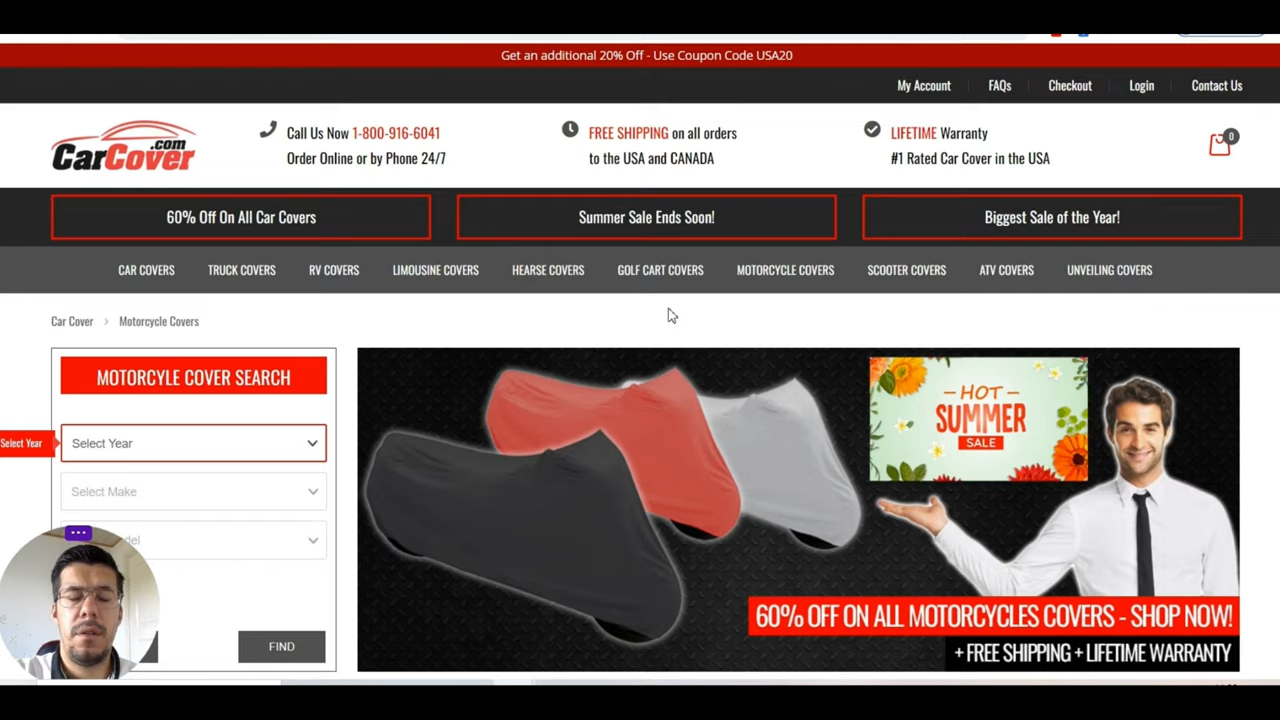 Get an additional 20% Off - Use Coupon Code USA20
My Account
FAQs
Checkout
Login
Contact Us
CarCover.com
Call Us Now 1-800-916-6041
Order Online or by Phone 24/7
FREE SHIPPING on all orders
to the USA and CANADA
LIFETIME Warranty
#1 Rated Car Cover in the USA
0
60% Off On All Car Covers
Summer Sale Ends Soon!
Biggest Sale of the Year!
CAR COVERS
TRUCK COVERS
RV COVERS
LIMOUSINE COVERS
HEARSE COVERS
GOLF CART COVERS
MOTORCYCLE COVERS
SCOOTER COVERS
ATV COVERS
UNVEILING COVERS
Car Cover > Motorcycle Covers
MOTORCYLE COVER SEARCH
Select Year
Select Year
Select Make
FIND
HOT
SUMMER
SALE
60% OFF ON ALL MOTORCYCLES COVERS - SHOP NOW!
+ FREE SHIPPING + LIFETIME WARRANTY